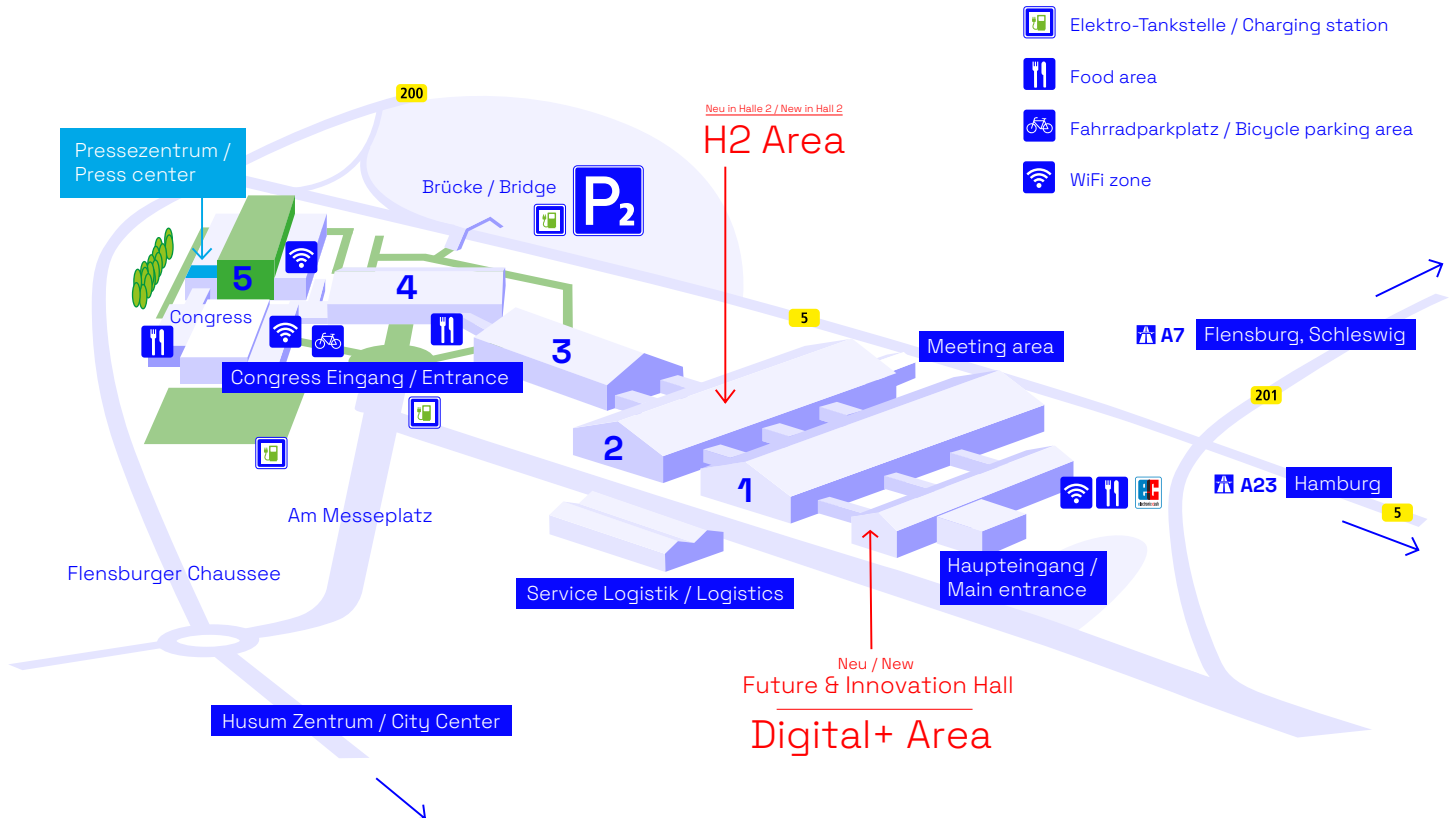 Elektro-Tankstelle / Charging station
Food area
Fahrradparkplatz / Bicycle parking area
WiFi zone
200
Neu in Halle 2 / New in Hall 2
H2 Area
Pressezentrum /
Press center
Brücke / Bridge
P2
5
4
Congress
3
5
Meeting area
A7
Flensburg, Schleswig
Congress Eingang / Entrance
201
2
1
A23
Hamburg
5
ec
electronic cash
Am Messeplatz
Flensburger Chaussee
Service Logistik / Logistics
Haupteingang /
Main entrance
Neu / New
Future & Innovation Hall
Digital+ Area
Husum Zentrum / City Center